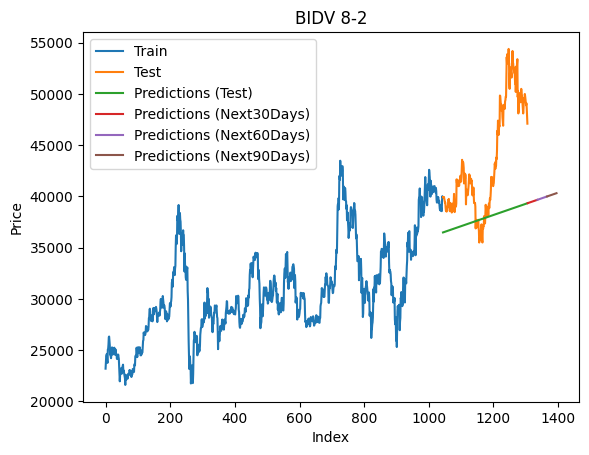 BIDV 8-2
Train
Test
Predictions (Test)
Predictions (Next30Days)
Predictions (Next60Days)
Predictions (Next90Days)
Price
55000
50000
45000
40000
35000
30000
25000
20000
0 200 400 600 800 1000 1200 1400
Index